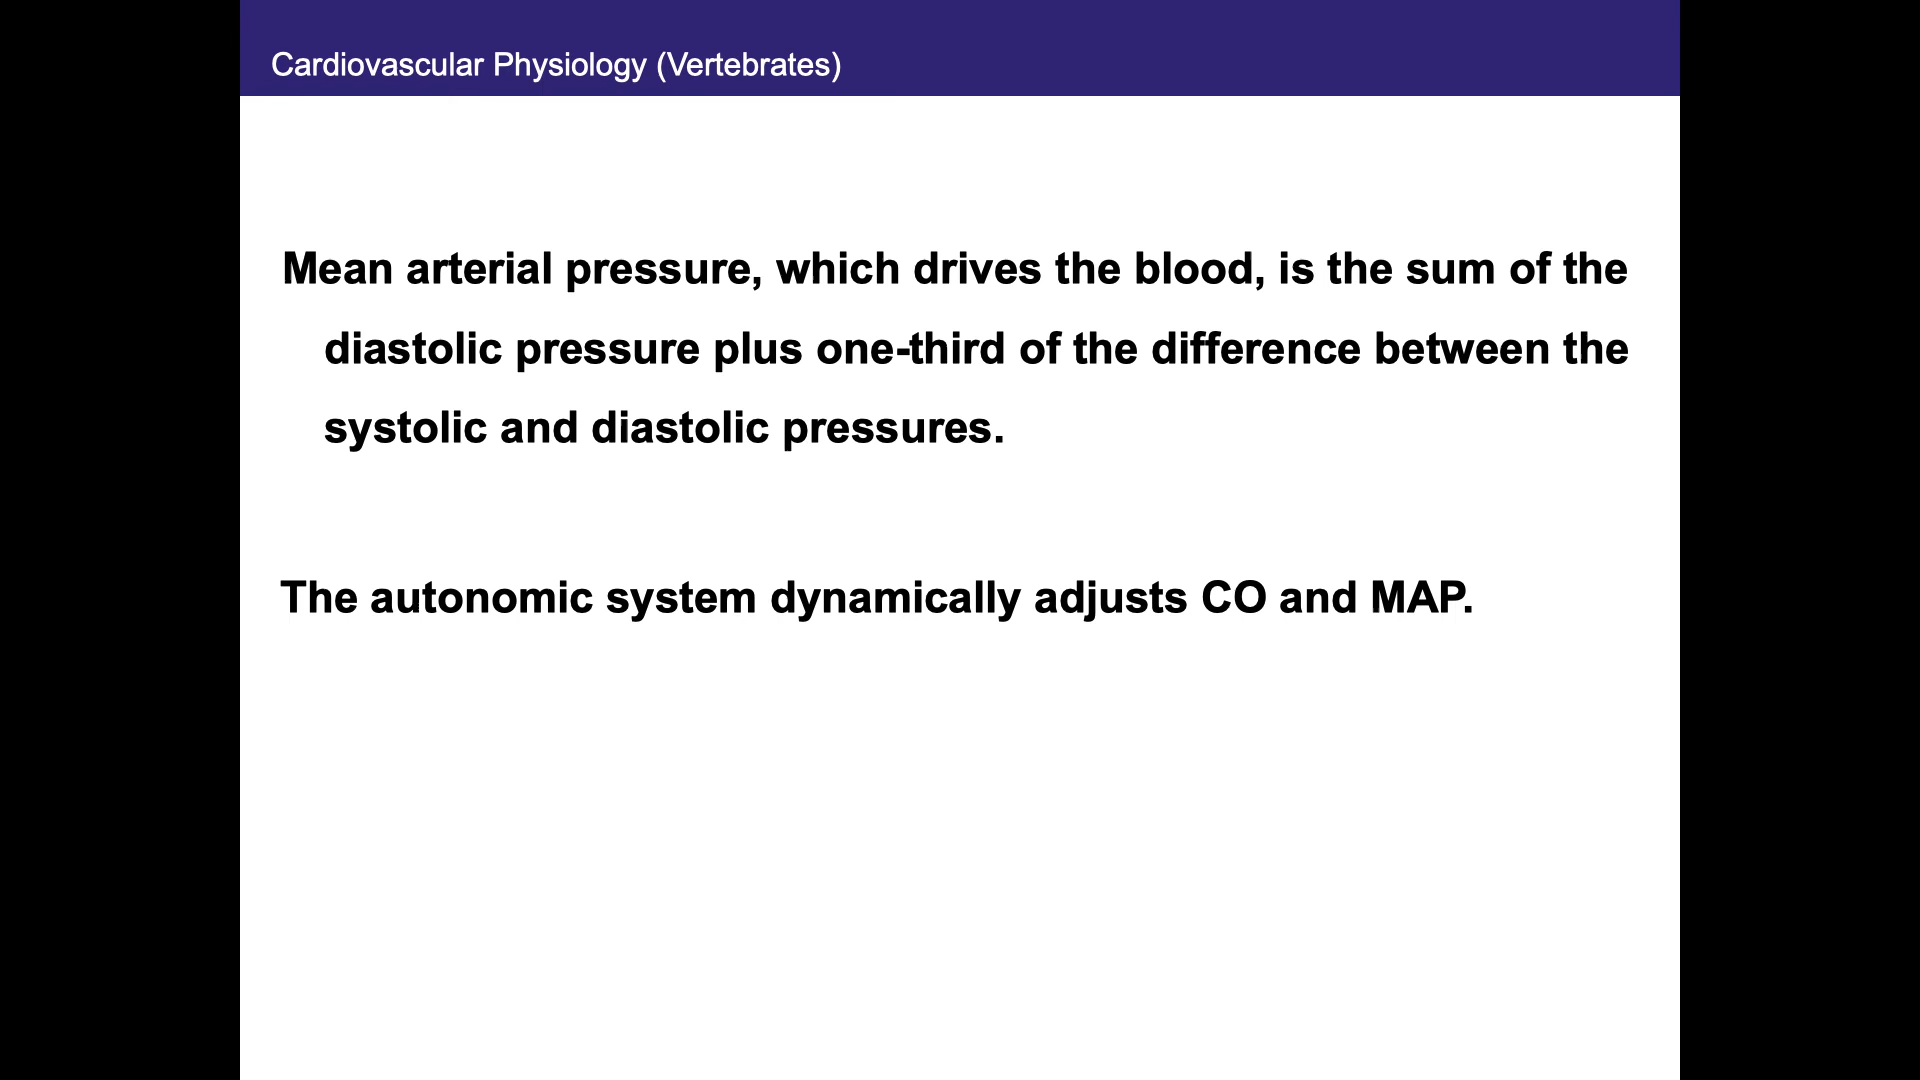 Cardiovascular Physiology (Vertebrates)
Mean arterial pressure, which drives the blood, is the sum of the
diastolic pressure plus one-third of the difference between the
systolic and diastolic pressures.
The autonomic system dynamically adjusts CO and MAP.